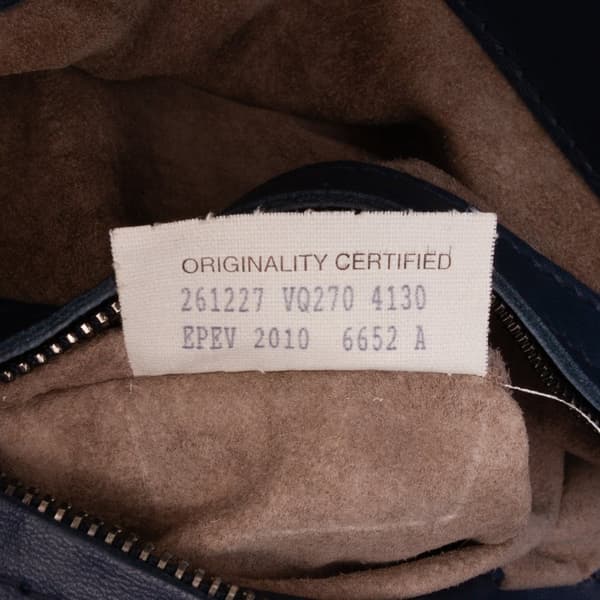 ORIGINALITY CERTIFIED
261227 VQ270 4130
EPEV 2010 6652 A